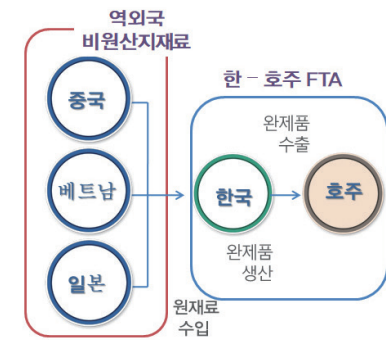 역외국
비원산지재료
중국
베트남
일본
원재료
수입
한 – 호주 FTA
완제품
수출
한국
호주
완제품
생산